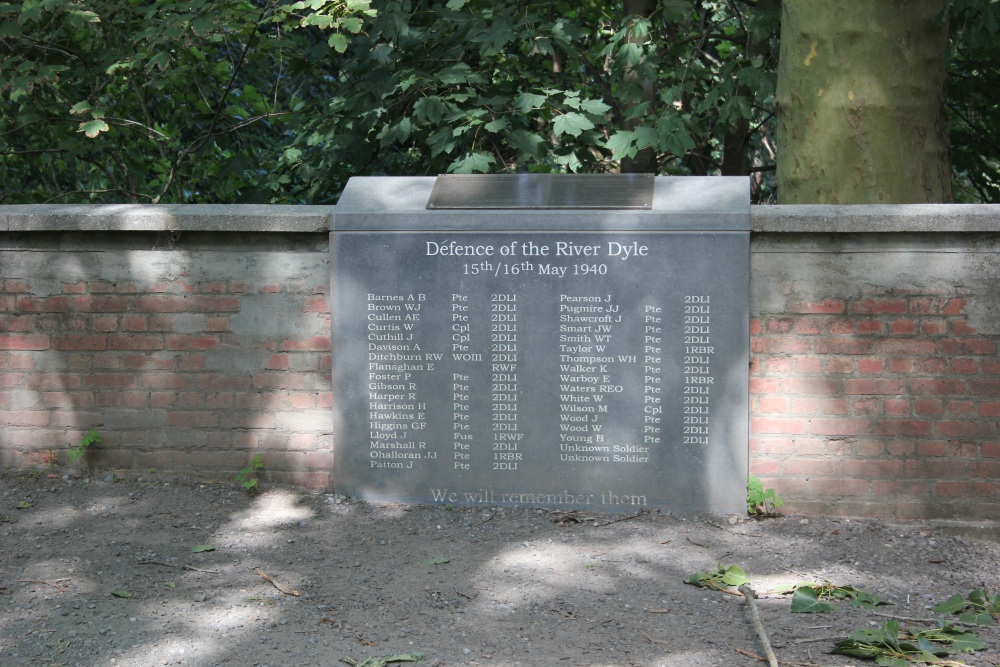 Defence of the River Dyle
15th/16th May 1940
Barnes A B Pte 2DLI
Brown WJ Pte 2DLI
Cullen AE Pte 2DLI
Curtis W Cpl 2DLI
Cuthill J Cpl 2DLI
Davison A Pte 2DLI
Ditchburn RW WOIII 2DLI
Flanaghan E RWF
Foster P Pte 2DLI
Gibson R Pte 2DLI
Harper R Pte 2DLI
Harrison H Pte 2DLI
Hawkins E Pte 2DLI
Higgins GF Pte 2DLI
Lloyd J Fus 1RWF
Marshall R Pte 2DLI
Ohalloran JJ Pte 1RBR
Patton J Pte 2DLI
Pearson J 2DLI
Pugmire JJ Pte 2DLI
Shawcroft J Pte 2DLI
Smart JW Pte 2DLI
Smith WT Pte 2DLI
Taylor W Pte 1RBR
Thompson WH Pte 2DLI
Walker K Pte 2DLI
Warboy E Pte 1RBR
Waters REO Pte 2DLI
White W Pte 2DLI
Wilson M Cpl 2DLI
Wood J Pte 2DLI
Wood J Pte 2DLI
Young H Pte 2DLI
Unknown Soldier
Unknown Soldier
We will remember them